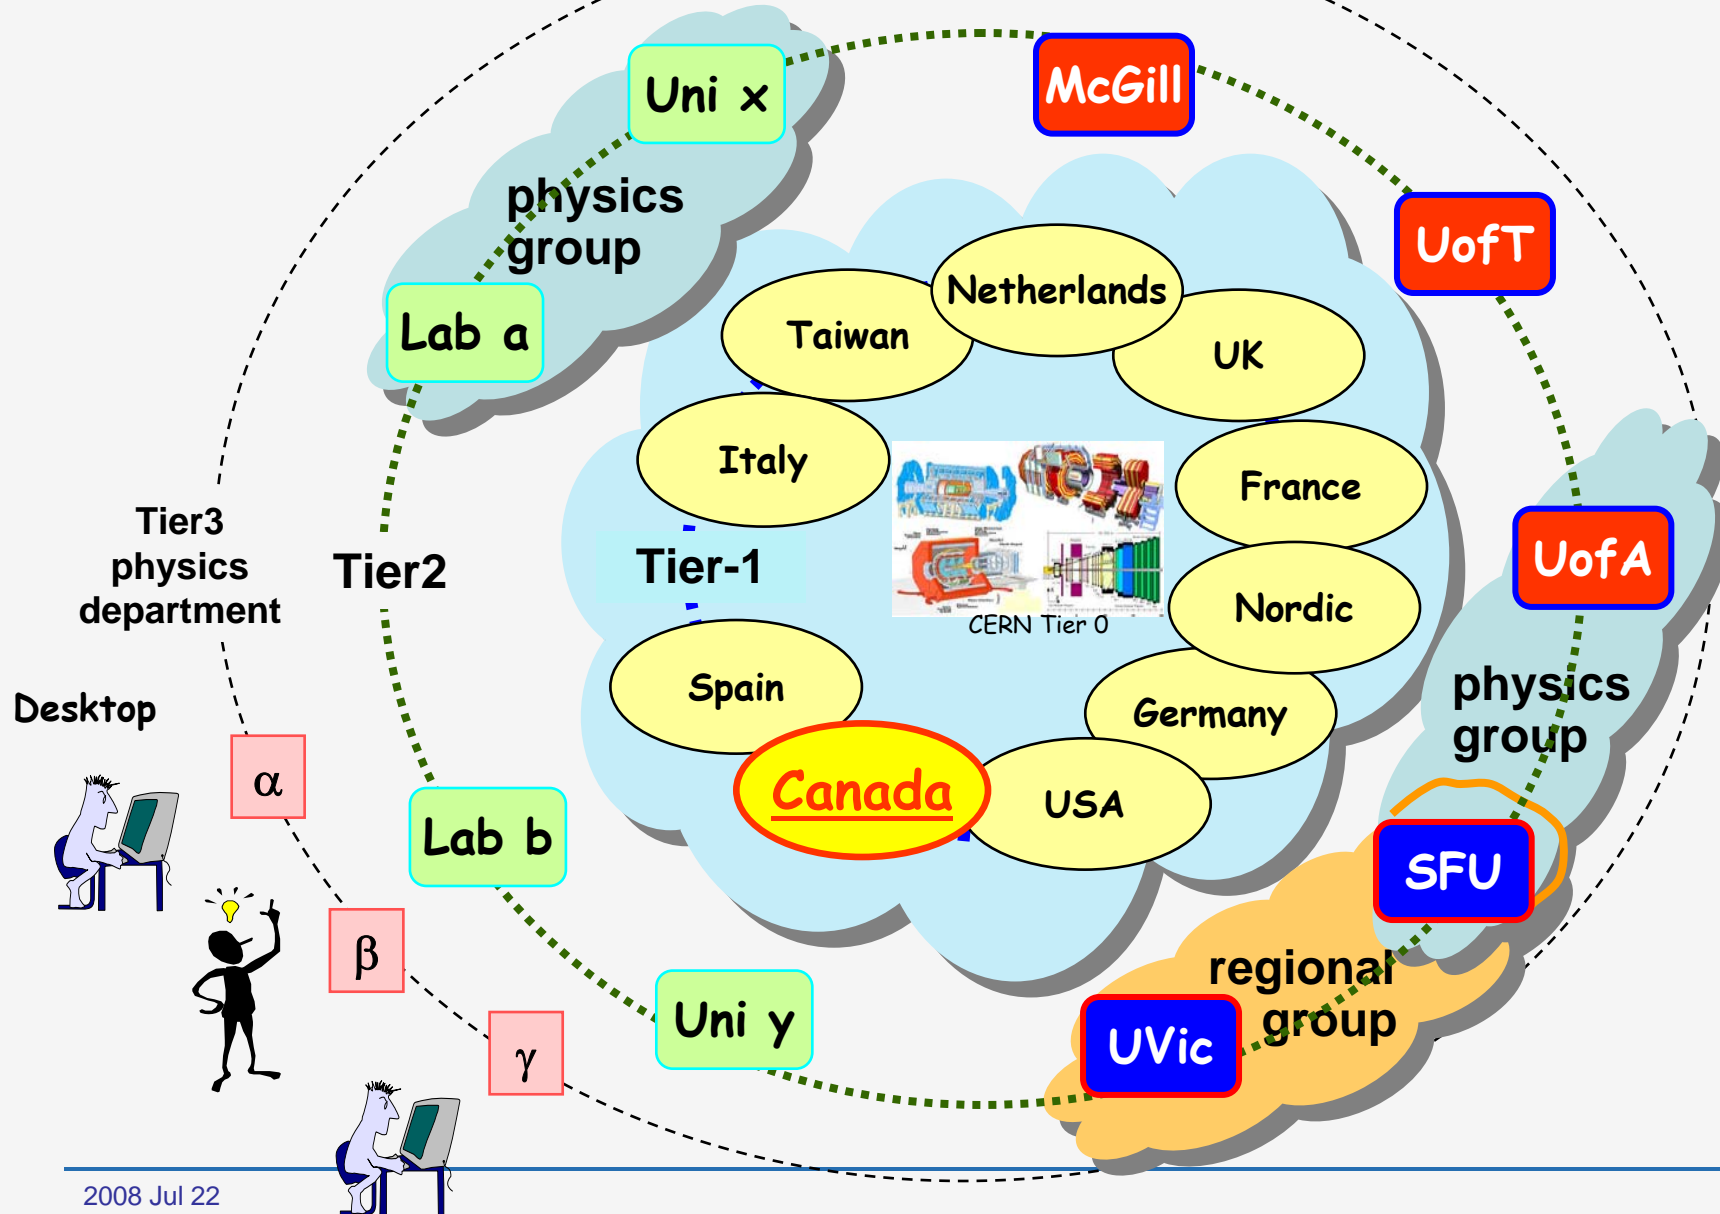 Uni x
McGill
physics
group
UofT
Lab a
Netherlands
Taiwan
UK
Italy
France
Tier3
physics
department
Tier2
Tier-1
UofA
CERN Tier 0
Nordic
Spain
Germany
physics
group
Desktop
α
Canada
USA
Lab b
SFU
β
regional
group
Uni y
UVic
γ
2008 Jul 22